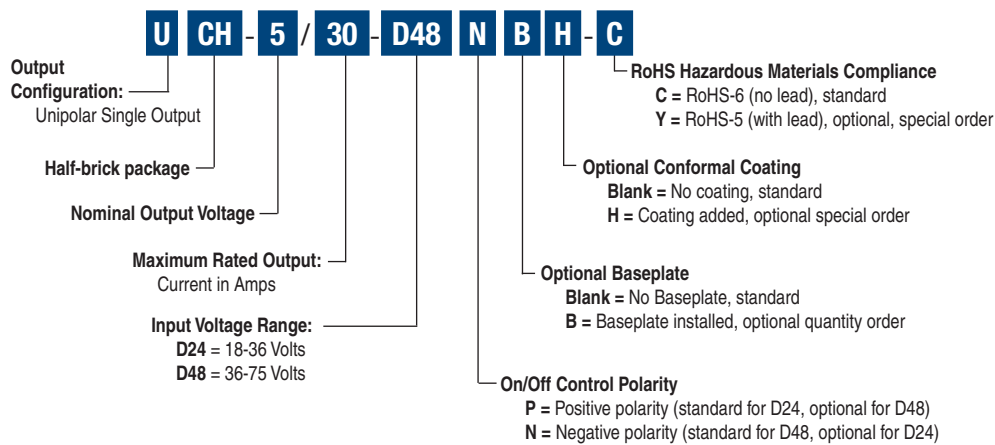 U CH - 5 / 30 - D48 N B H - C
Output
Configuration:
Unipolar Single Output
Half-brick package
Nominal Output Voltage
Maximum Rated Output:
Current in Amps
Input Voltage Range:
D24 = 18-36 Volts
D48 = 36-75 Volts
RoHS Hazardous Materials Compliance
C = RoHS-6 (no lead), standard
Y = RoHS-5 (with lead), optional, special order
Optional Conformal Coating
Blank = No coating, standard
H = Coating added, optional special order
Optional Baseplate
Blank = No Baseplate, standard
B = Baseplate installed, optional quantity order
On/Off Control Polarity
P = Positive polarity (standard for D24, optional for D48)
N = Negative polarity (standard for D48, optional for D24)